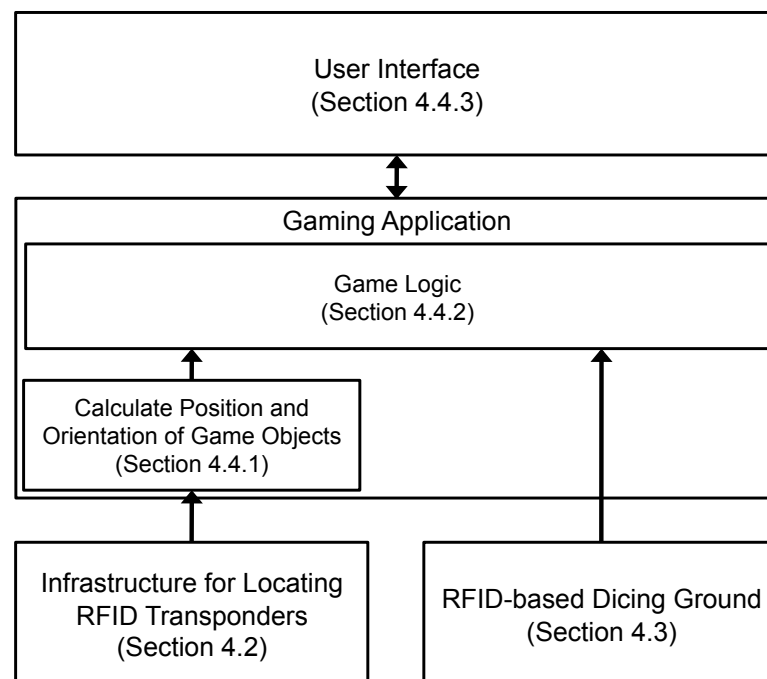 User Interface
(Section 4.4.3)
Gaming Application
Game Logic
(Section 4.4.2)
Calculate Position and
Orientation of Game Objects
(Section 4.4.1)
Infrastructure for Locating
RFID Transponders
(Section 4.2)
RFID-based Dicing Ground
(Section 4.3)